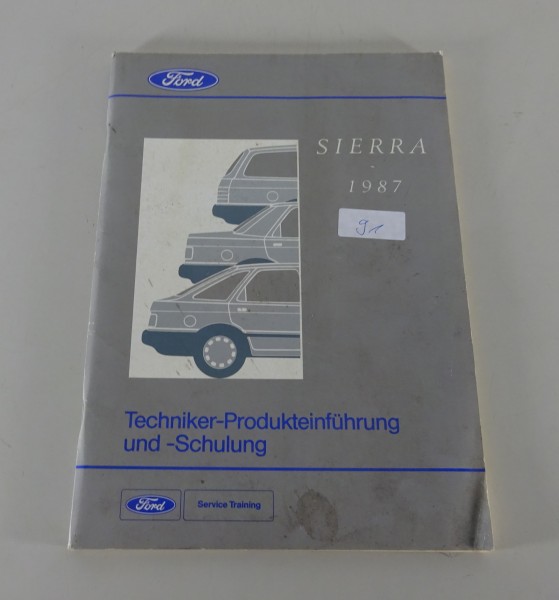 Ford
SIERRA
-
1987
91
Techniker-Produkteinführung
und -Schulung
Ford
Service Training